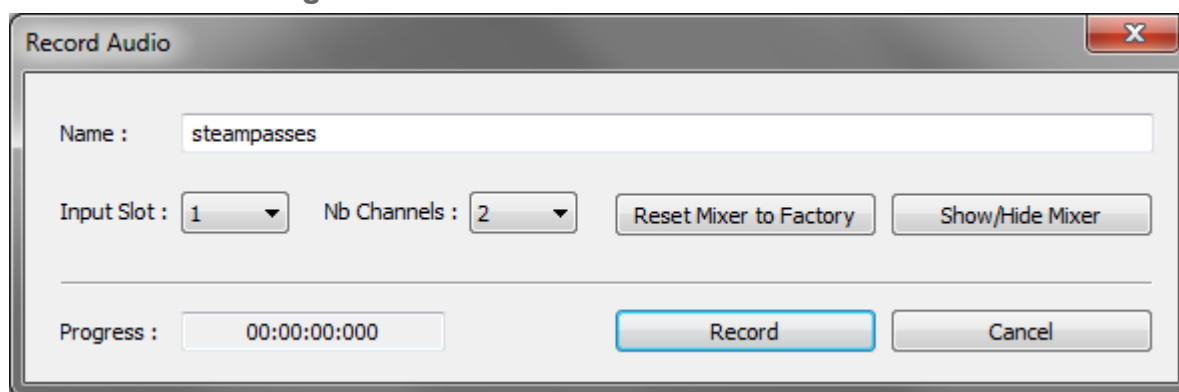 Record Audio
Name : steampasses
Input Slot : 1 Nb Channels : 2 Reset Mixer to Factory Show/Hide Mixer
Progress : 00:00:00:000 Record Cancel